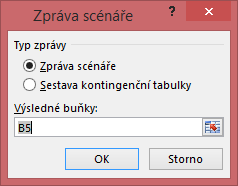 Zpráva scénáře
Typ zprávy
Zpráva scénáře
Sestava kontingenční tabulky
Výsledné buňky:
B5
OK
Storno